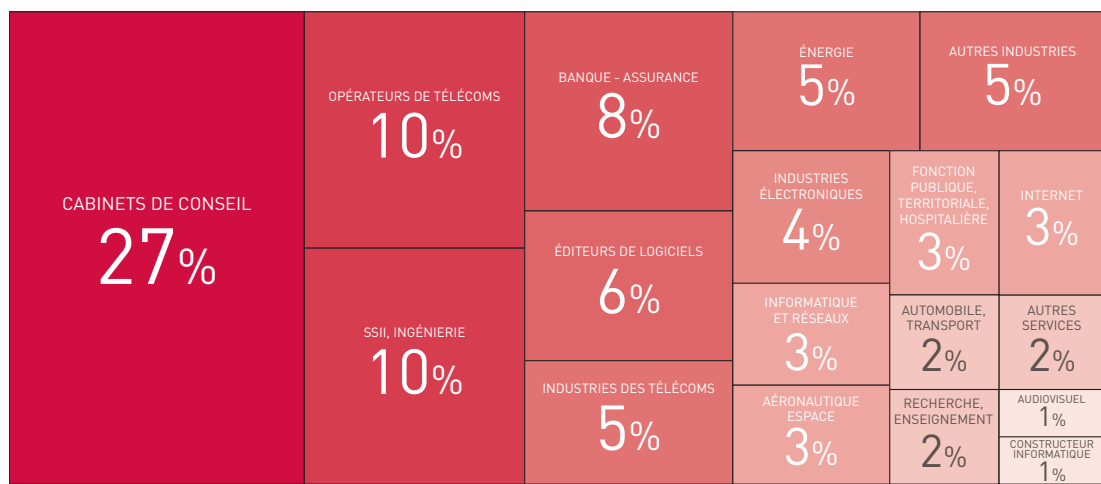 CABINETS DE CONSEIL
27%
OPÉRATEURS DE TÉLÉCOMS
10%
SSII, INGÉNIERIE
10%
BANQUE - ASSURANCE
8%
ÉDITEURS DE LOGICIELS
6%
INDUSTRIES DES TÉLÉCOMS
5%
ÉNERGIE
5%
AUTRES INDUSTRIES
5%
INDUSTRIES
ÉLECTRONIQUES
4%
INFORMATIQUE
ET RÉSEAUX
3%
AÉRONAUTIQUE
ESPACE
3%
FONCTION
PUBLIQUE,
TERRITORIALE,
HOSPITALIÈRE
3%
INTERNET
3%
AUTOMOBILE,
TRANSPORT
2%
AUTRES
SERVICES
2%
RECHERCHE,
ENSEIGNEMENT
2%
AUDIOVISUEL
1%
CONSTRUCTEUR
INFORMATIQUE
1%